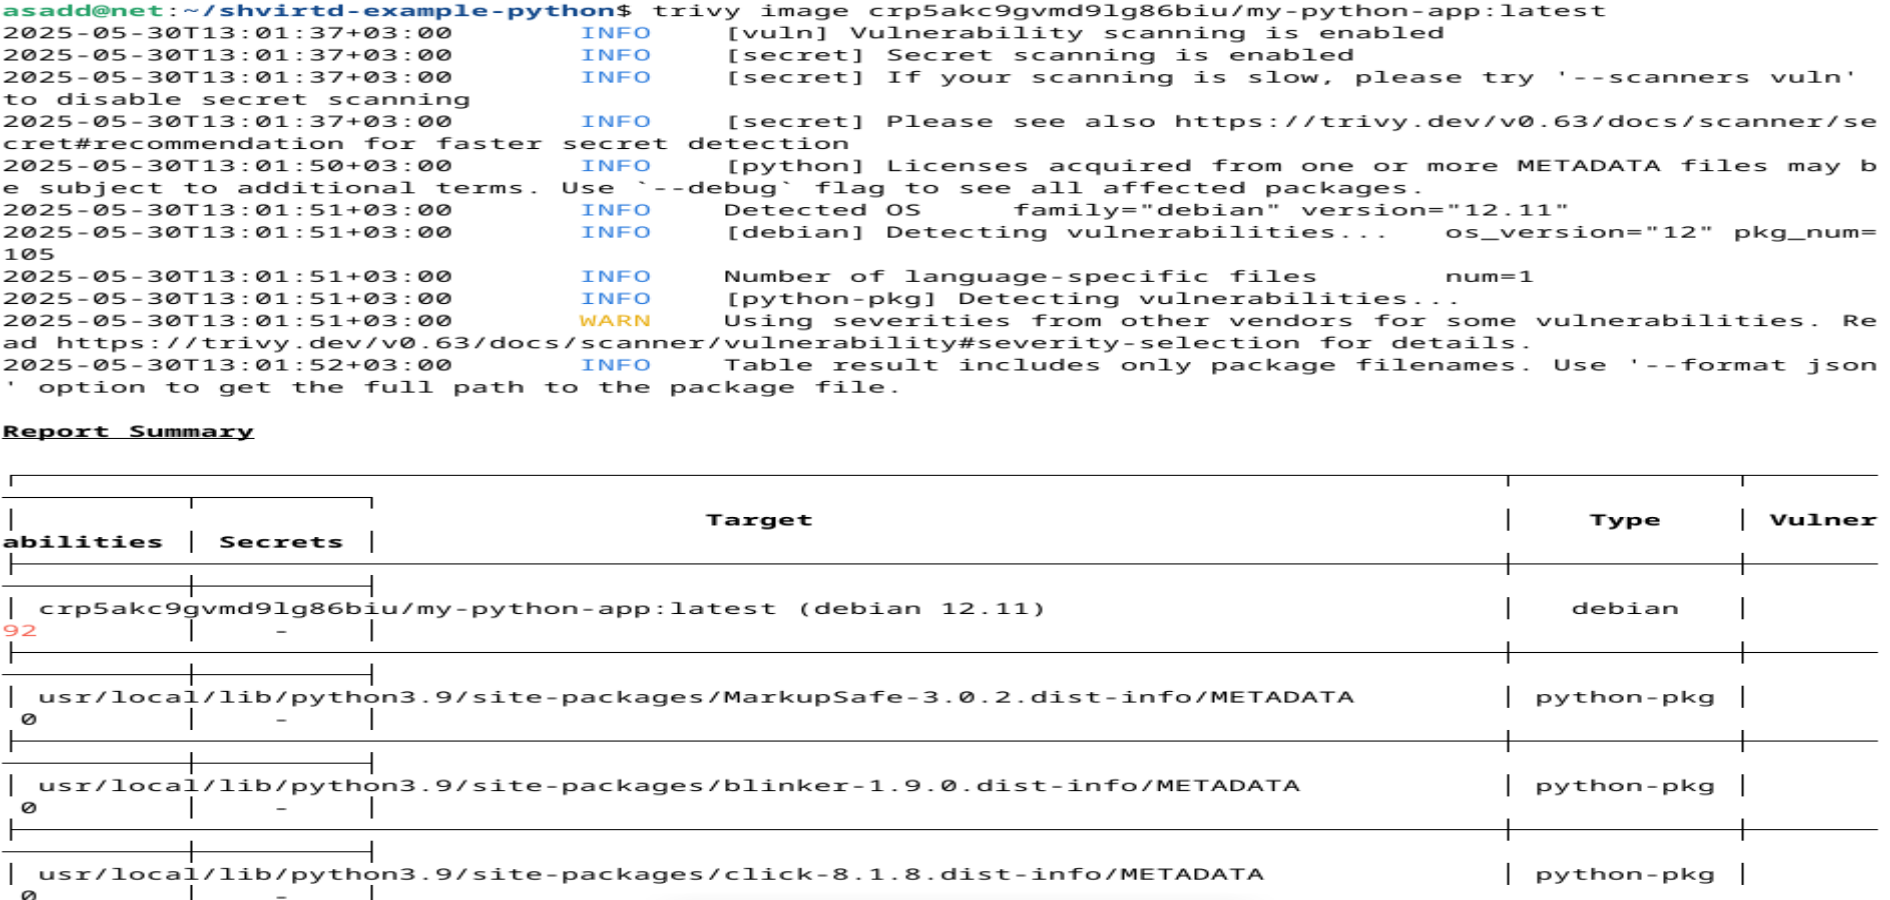 asadd@net:~/shvirtd-example-python$ trivy image crp5akc9gvmd9lg86biu/my-python-app:latest
2025-05-30T13:01:37+03:00 INFO [vuln] Vulnerability scanning is enabled
2025-05-30T13:01:37+03:00 INFO [secret] Secret scanning is enabled
2025-05-30T13:01:37+03:00 INFO [secret] If your scanning is slow, please try '--scanners vuln'
to disable secret scanning
2025-05-30T13:01:37+03:00 INFO [secret] Please see also https://trivy.dev/v0.63/docs/scanner/se
cret#recommendation for faster secret detection
2025-05-30T13:01:50+03:00 INFO [python] Licenses acquired from one or more METADATA files may b
e subject to additional terms. Use `--debug` flag to see all affected packages.
2025-05-30T13:01:51+03:00 INFO Detected OS family="debian" version="12.11"
2025-05-30T13:01:51+03:00 INFO [debian] Detecting vulnerabilities... os_version="12" pkg_num=
105
2025-05-30T13:01:51+03:00 INFO Number of language-specific files num=1
2025-05-30T13:01:51+03:00 INFO [python-pkg] Detecting vulnerabilities...
2025-05-30T13:01:51+03:00 WARN Using severities from other vendors for some vulnerabilities. Re
ad https://trivy.dev/v0.63/docs/scanner/vulnerability#severity-selection for details.
2025-05-30T13:01:52+03:00 INFO Table result includes only package filenames. Use '--format json
' option to get the full path to the package file.
Report Summary
Target Type Vulner
abilities Secrets
crp5akc9gvmd9lg86biu/my-python-app:latest (debian 12.11) debian
92 -
usr/local/lib/python3.9/site-packages/MarkupSafe-3.0.2.dist-info/METADATA python-pkg
0 -
usr/local/lib/python3.9/site-packages/blinker-1.9.0.dist-info/METADATA python-pkg
0 -
usr/local/lib/python3.9/site-packages/click-8.1.8.dist-info/METADATA python-pkg
0 -